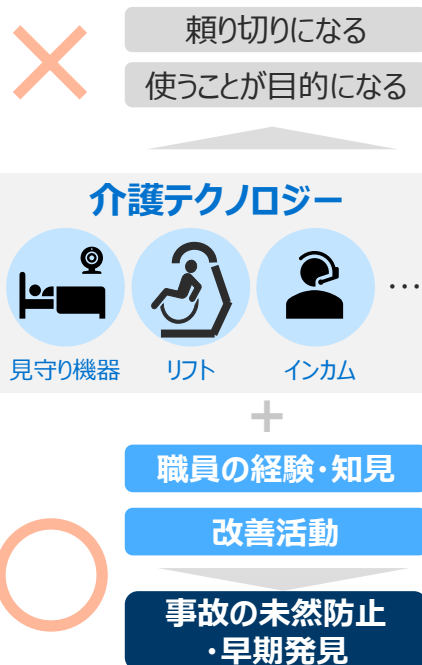 頼り切りになる
使うことが目的になる
介護テクノロジー
見守り機器 リフト インカム …
+
職員の経験・知見
改善活動
事故の未然防止
・早期発見